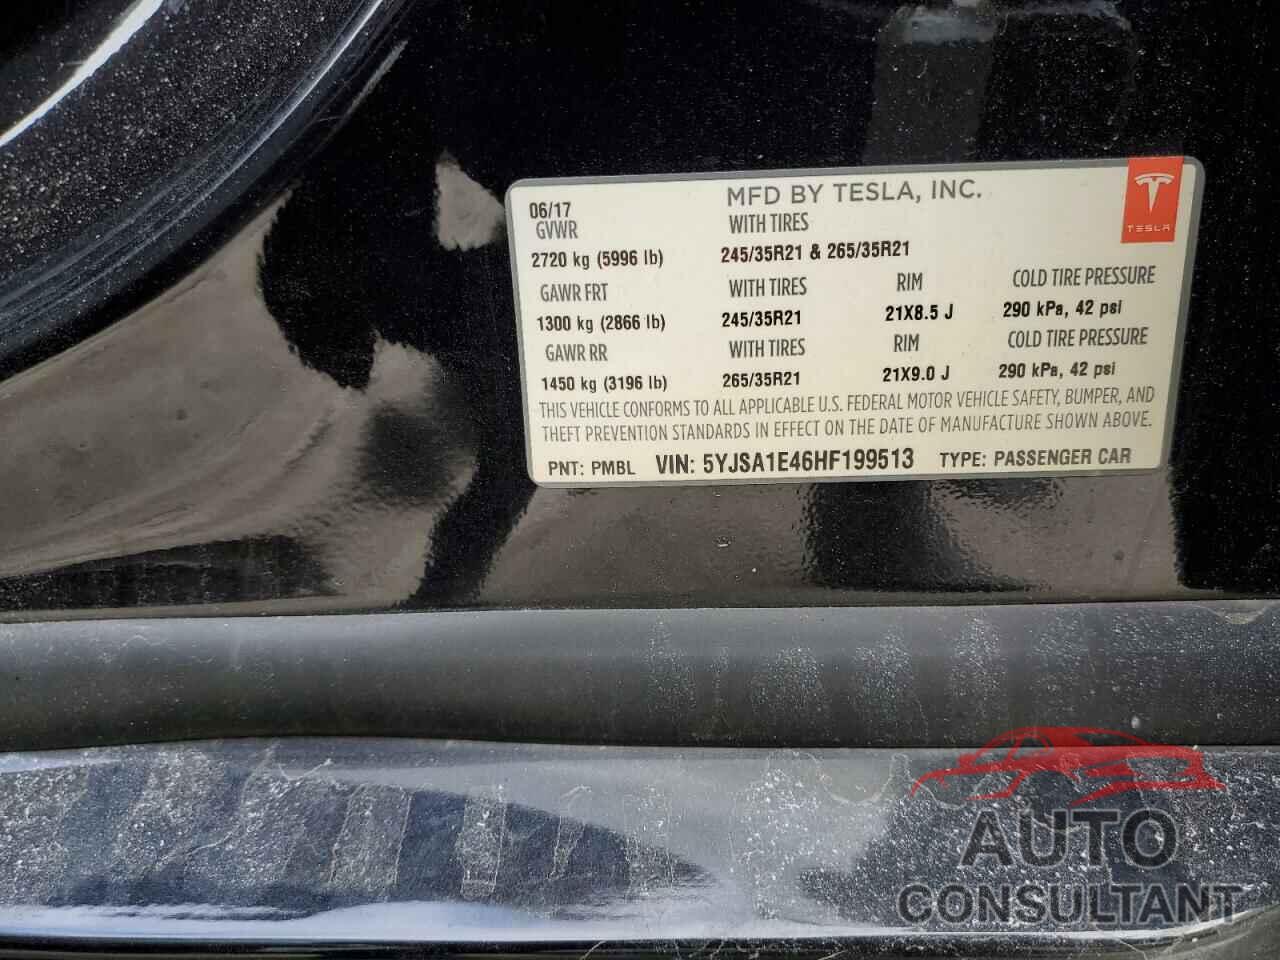 MFD BY TESLA, INC.
06/17
GVWR WITH TIRES
2720 kg (5996 lb) 245/35R21 & 265/35R21
GAWR FRT WITH TIRES RIM COLD TIRE PRESSURE
1300 kg (2866 lb) 245/35R21 21X8.5 J 290 kPa, 42 psi
GAWR RR WITH TIRES RIM COLD TIRE PRESSURE
1450 kg (3196 lb) 265/35R21 21X9.0 J 290 kPa, 42 psi
THIS VEHICLE CONFORMS TO ALL APPLICABLE U.S. FEDERAL MOTOR VEHICLE SAFETY, BUMPER, AND
THEFT PREVENTION STANDARDS IN EFFECT ON THE DATE OF MANUFACTURE SHOWN ABOVE.
PNT: PMBL VIN: 5YJSA1E46HF199513 TYPE: PASSENGER CAR
TESLA
AUTO
CONSULTANT